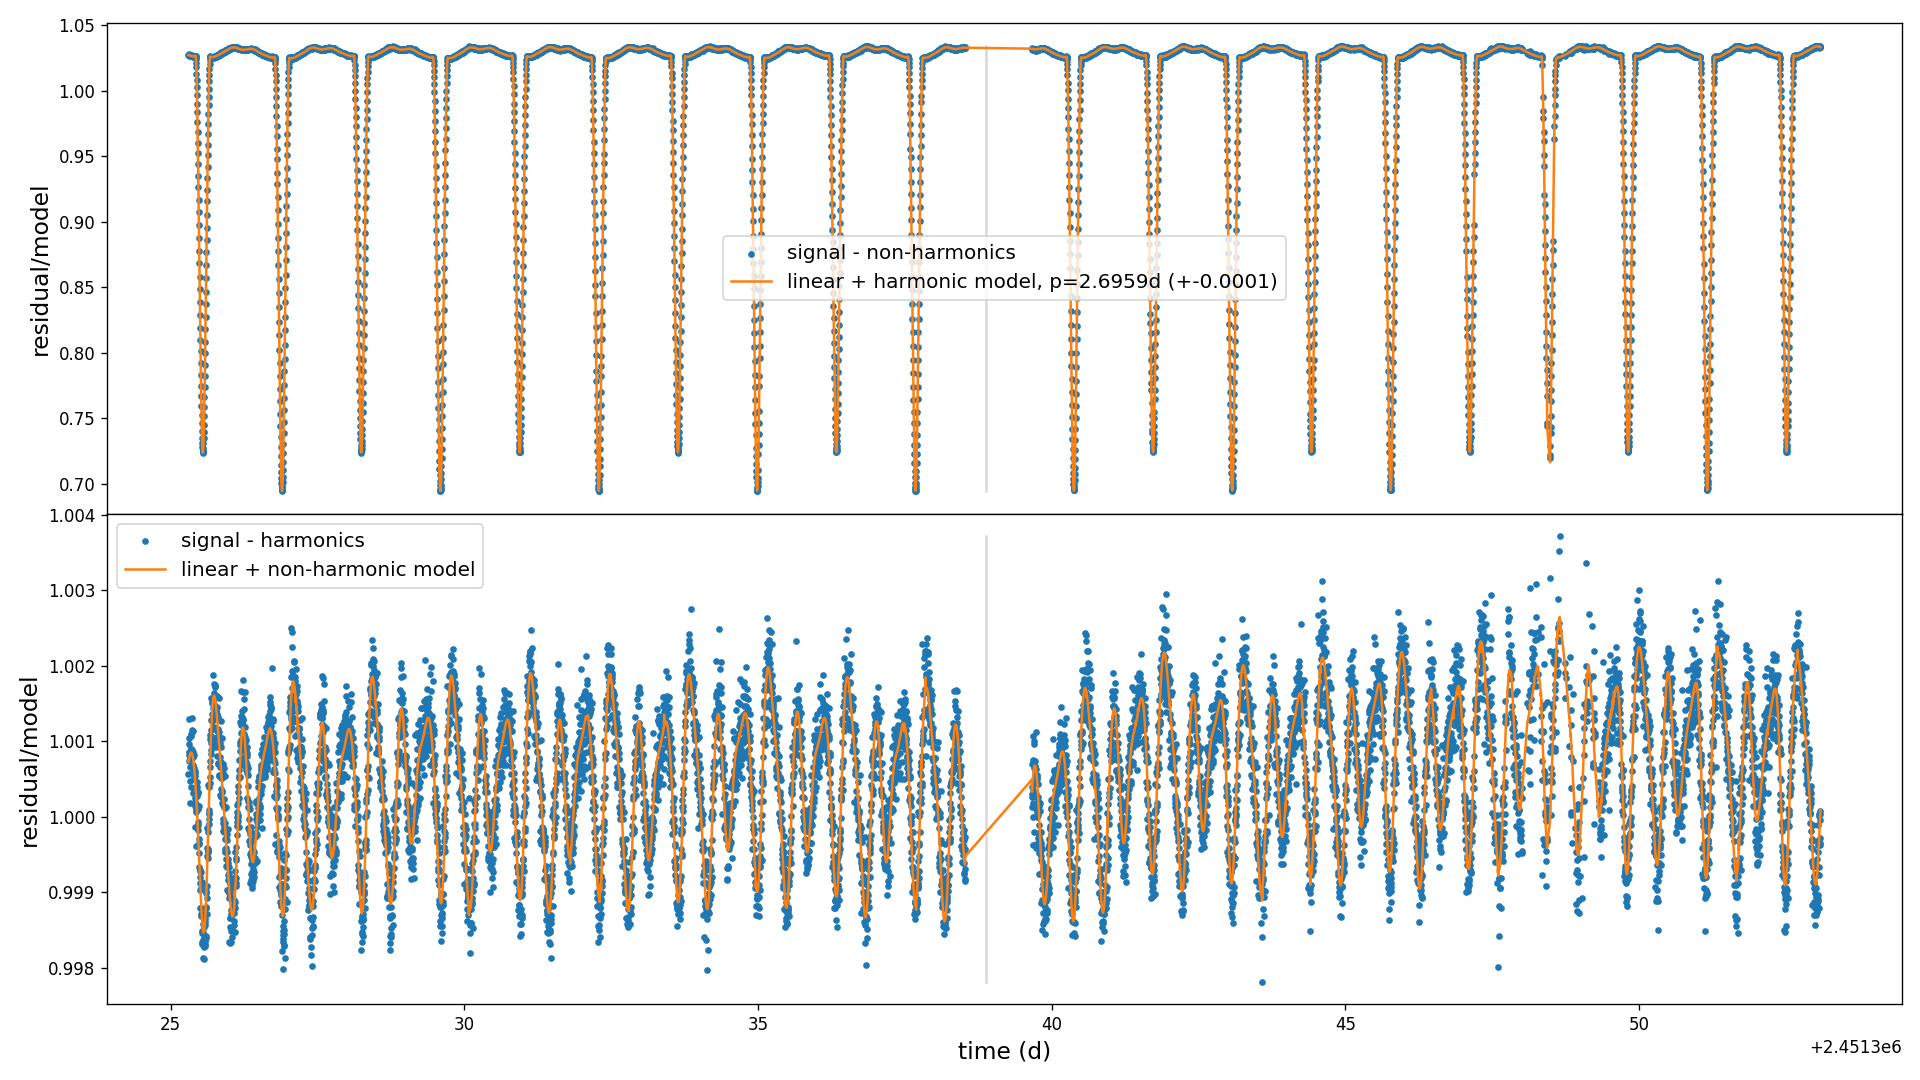 1.05
1.00
0.95
0.90
0.85
0.80
0.75
0.70
residual/model
signal - non-harmonics
linear + harmonic model, p=2.6959d (+-0.0001)
1.004
1.003
1.002
1.001
1.000
0.999
0.998
residual/model
signal - harmonics
linear + non-harmonic model
25
30
35
40
45
50
time (d)
+2.4513e6